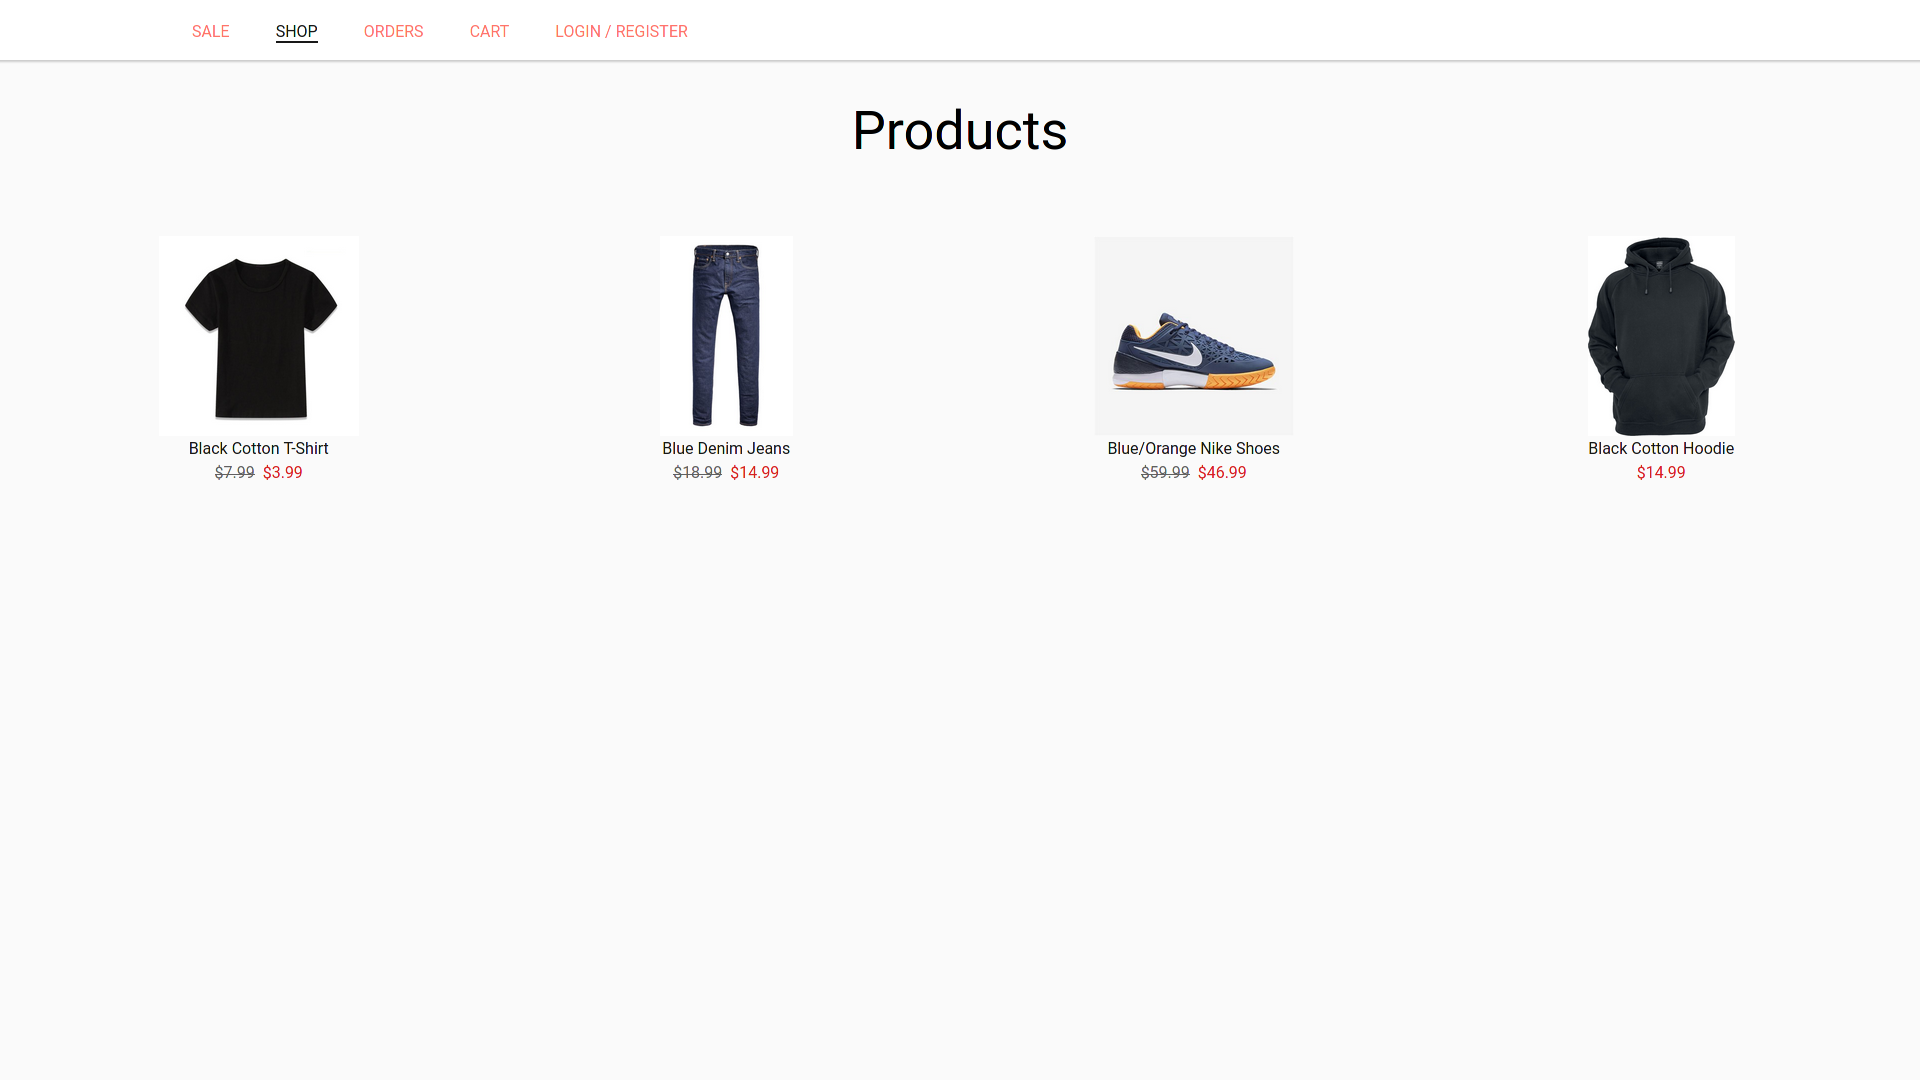 SALE SHOP ORDERS CART LOGIN / REGISTER
Products
Black Cotton T-Shirt
$7.99 $3.99
Blue Denim Jeans
$18.99 $14.99
Blue/Orange Nike Shoes
$59.99 $46.99
Black Cotton Hoodie
$14.99